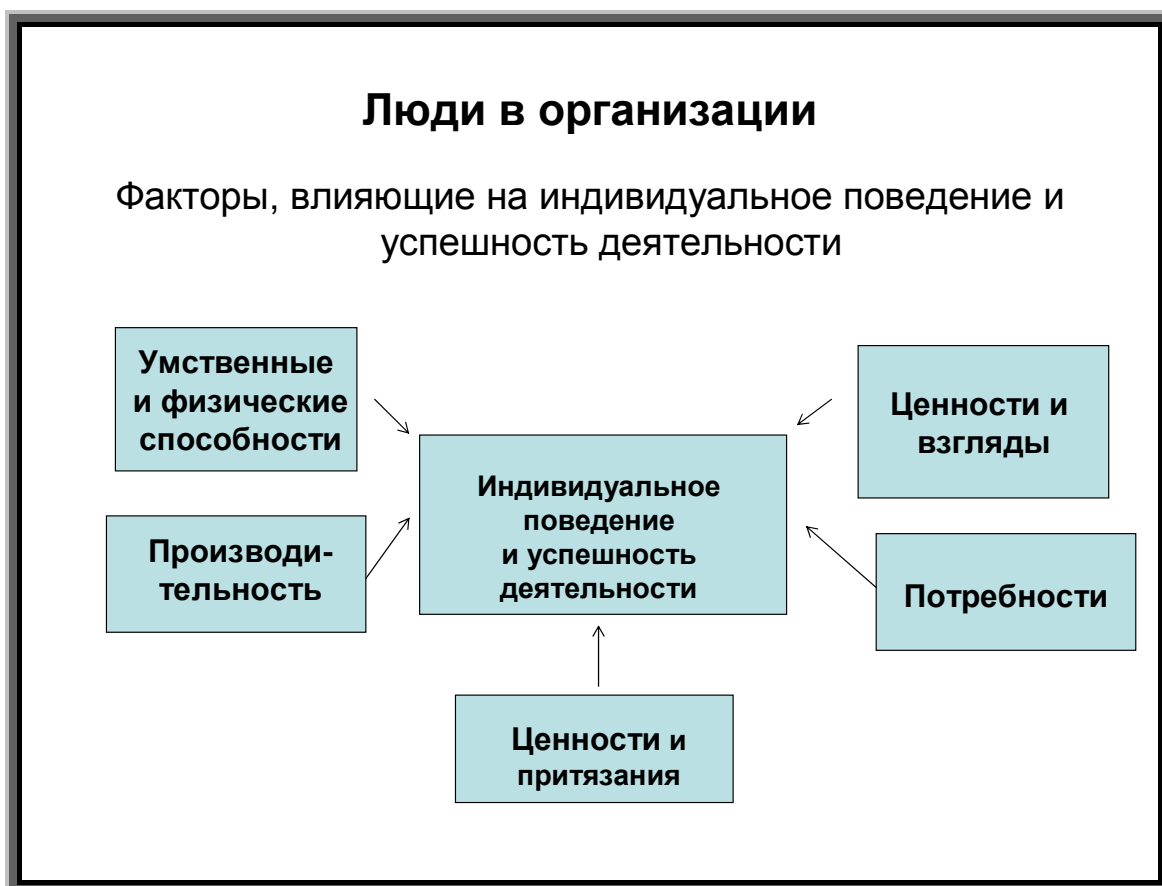 Люди в организации
Факторы, влияющие на индивидуальное поведение и
успешность деятельности
Умственные
и физические
способности
Ценности и
взгляды
Индивидуальное
поведение
и успешность
деятельности
Производи-
тельность
Потребности
Ценности и
притязания